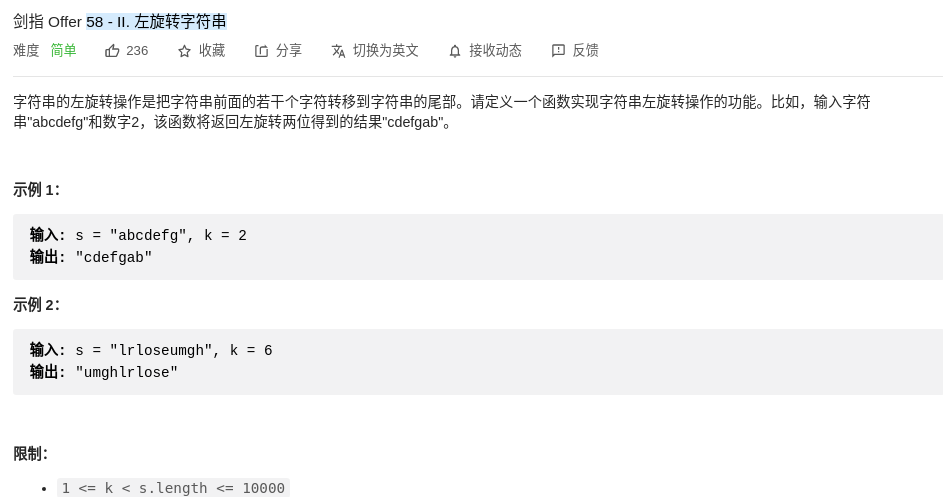 剑指 Offer 58 - II. 左旋转字符串
难度 简单 236 收藏 分享 切换为英文 接收动态 反馈
字符串的左旋转操作是把字符串前面的若干个字符转移到字符串的尾部。请定义一个函数实现字符串左旋转操作的功能。比如，输入字符
串"abcdefg"和数字2，该函数将返回左旋转两位得到的结果"cdefgab"。
示例 1：
输入: s = "abcdefg", k = 2
输出: "cdefgab"
示例 2：
输入: s = "lrloseumgh", k = 6
输出: "umghlrlose"
限制：
• 1 <= k < s.length <= 10000